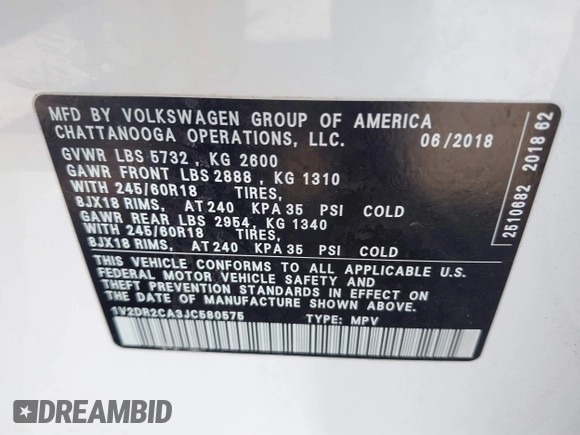 MFD BY VOLKSWAGEN GROUP OF AMERICA
CHATTANOOGA OPERATIONS, LLC. 06/2018
GVWR LBS 5732 , KG 2600
GAWR FRONT LBS 2888 , KG 1310
WITH 245/60R18 TIRES,
8JX18 RIMS, AT 240 KPA 35 PSI COLD
GAWR REAR LBS 2954, KG 1340
WITH 245/60R18 TIRES,
8JX18 RIMS, AT 240 KPA 35 PSI COLD
THIS VEHICLE CONFORMS TO ALL APPLICABLE U.S.
FEDERAL MOTOR VEHICLE SAFETY, BUMPER, AND
THEFT PREVENTION STANDARDS IN EFFECT ON
THE DATE OF MANUFACTURE SHOWN ABOVE.
1V2DR2CA3JC580575 TYPE: MPV
2510682 2018 62
DREAMBID